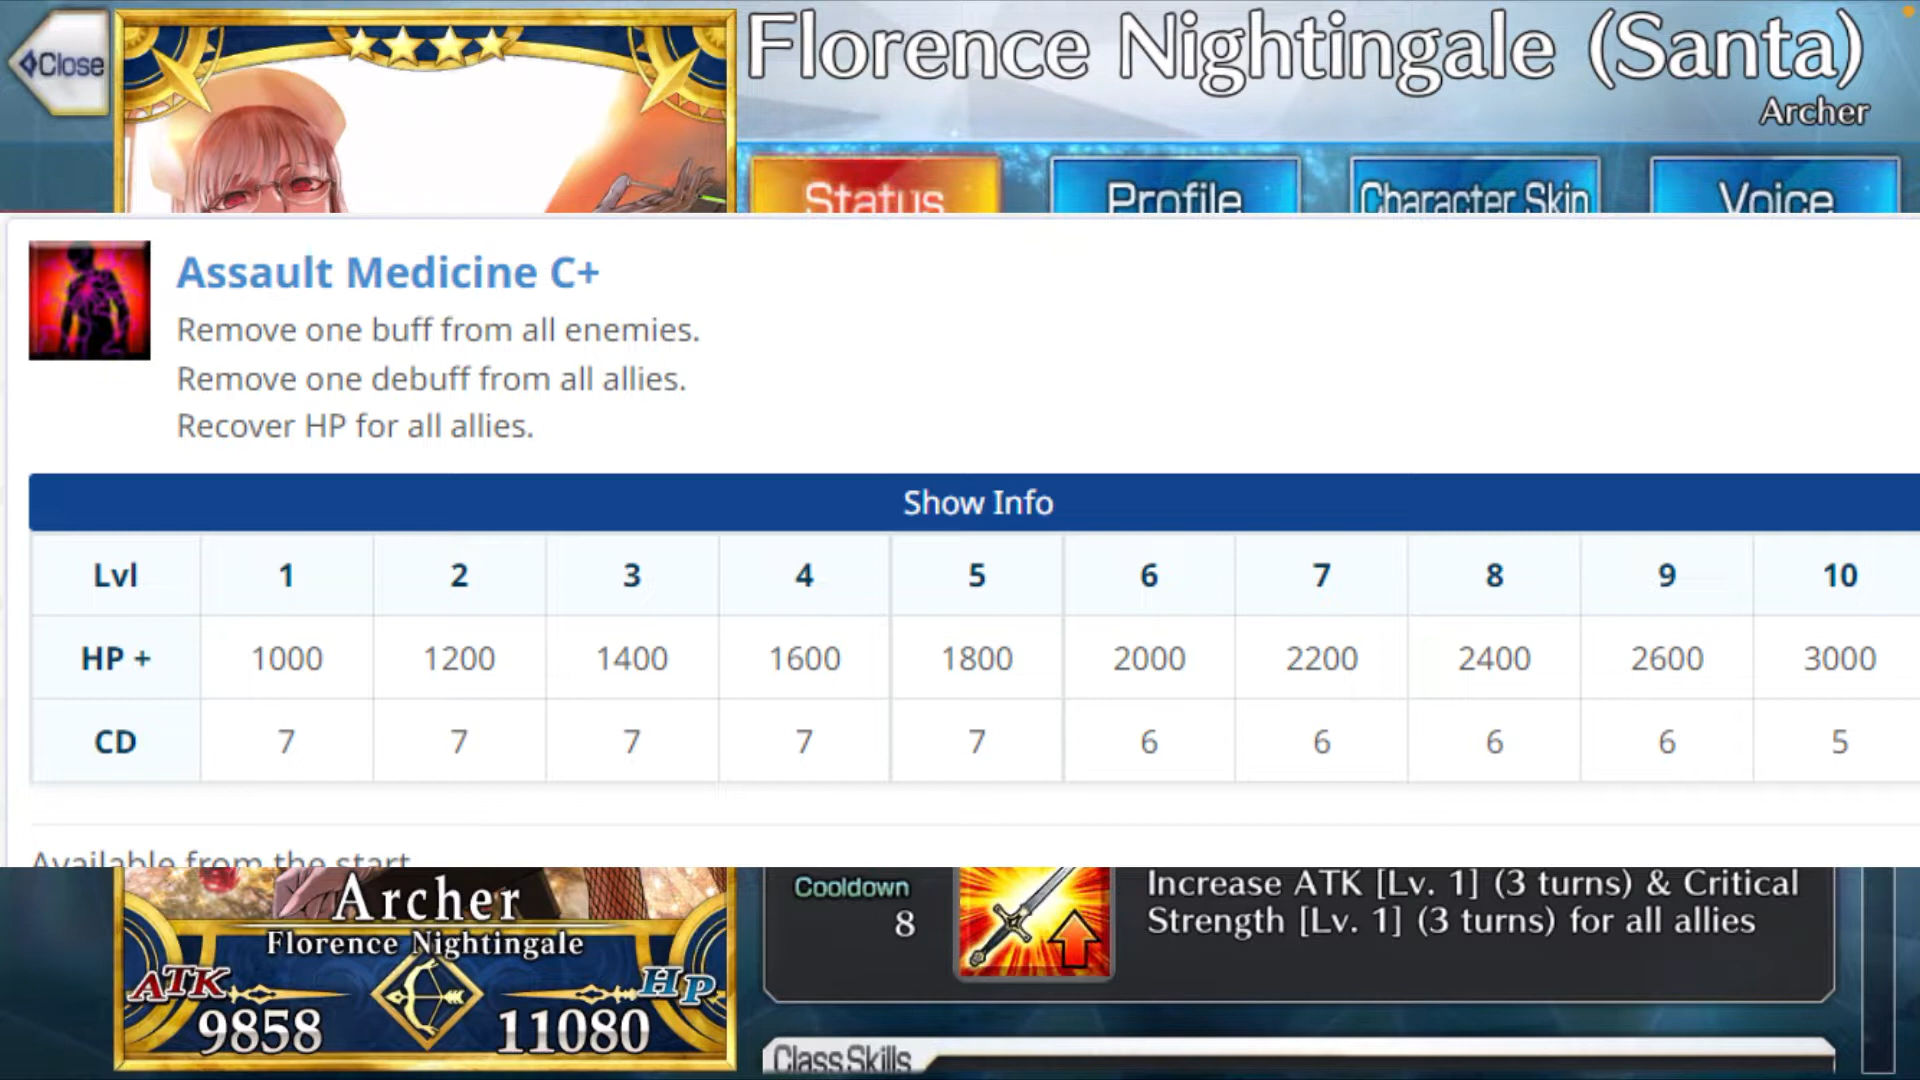 Close
Florence Nightingale (Santa)
Archer
Status
Profile
Character Skin
Voice
Assault Medicine C+
Remove one buff from all enemies.
Remove one debuff from all allies.
Recover HP for all allies.
Show Info
Lvl 1 2 3 4 5 6 7 8 9 10
HP + 1000 1200 1400 1600 1800 2000 2200 2400 2600 3000
CD 7 7 7 7 7 6 6 6 6 5
Available from the start
Archer
Florence Nightingale
ATK HP
9858 11080
Cooldown
8
Increase ATK [Lv. 1] (3 turns) & Critical
Strength [Lv. 1] (3 turns) for all allies
Class Skills